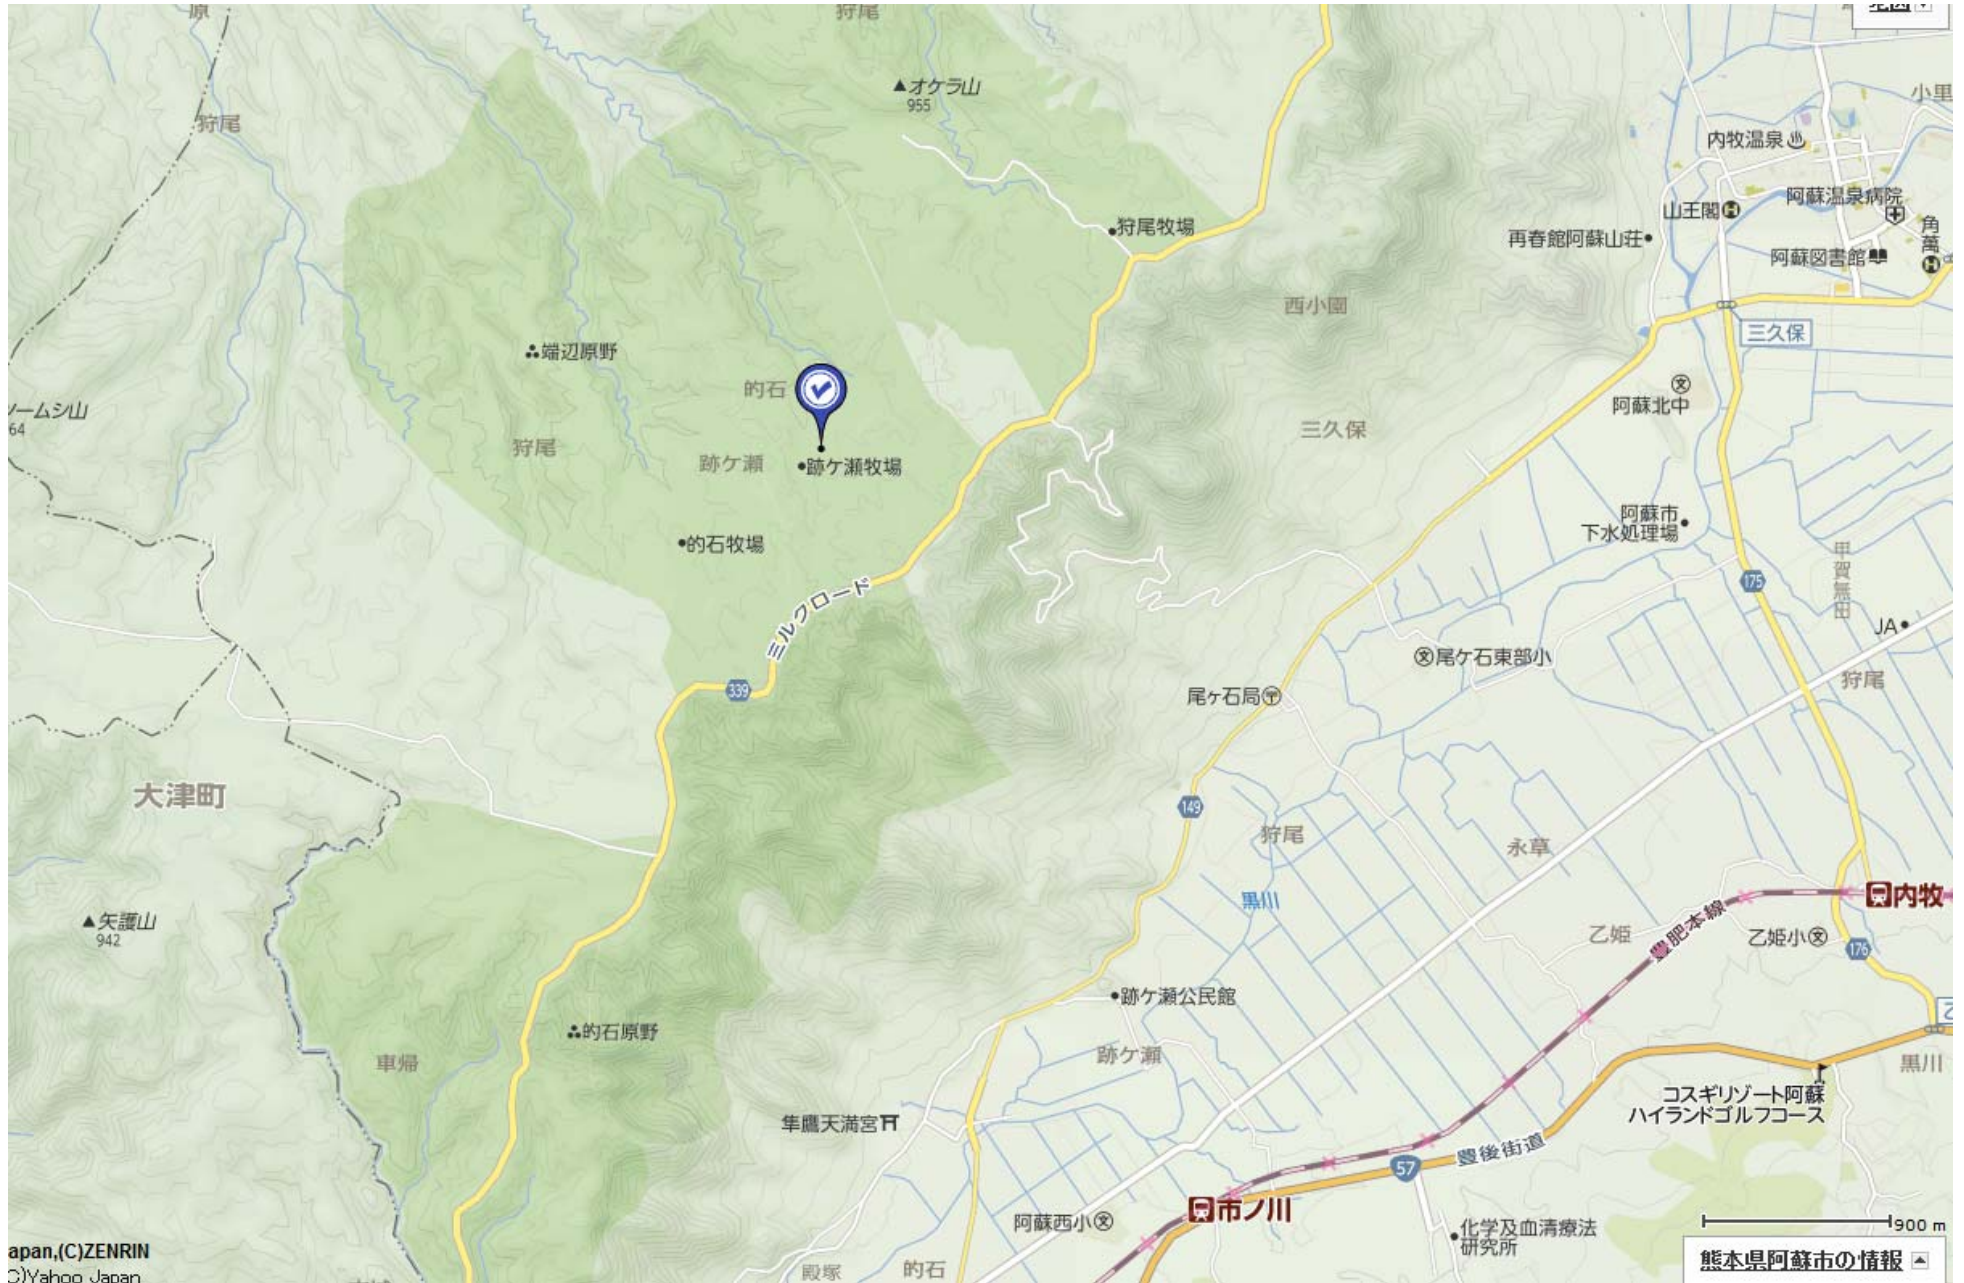 原
狩尾
地図
▲オケラ山
955
小里
狩尾
内牧温泉
阿蘇温泉病院
山王閣
狩尾牧場
再春館阿蘇山荘
角萬
阿蘇図書館
西小園
三久保
端辺原野
的石
ノームシ山
64
阿蘇北中
三久保
狩尾
跡ケ瀬
跡ケ瀬牧場
阿蘇市
下水処理場
的石牧場
甲賀無田
175
ミルクロード
JA
尾ケ石東部小
狩尾
339
尾ヶ石局
大津町
149
狩尾
永草
黒川
内牧
▲矢護山
942
豊肥本線
乙姫
乙姫小
176
跡ケ瀬公民館
乙
的石原野
車帰
跡ケ瀬
黒川
コスギリゾート阿蘇
ハイランドゴルフコース
隼鷹天満宮
豊後街道
57
市ノ川
阿蘇西小
化学及血清療法
研究所
900 m
apan,(C)ZENRIN
熊本県阿蘇市の情報
殿塚
的石
C)Yahoo Japan